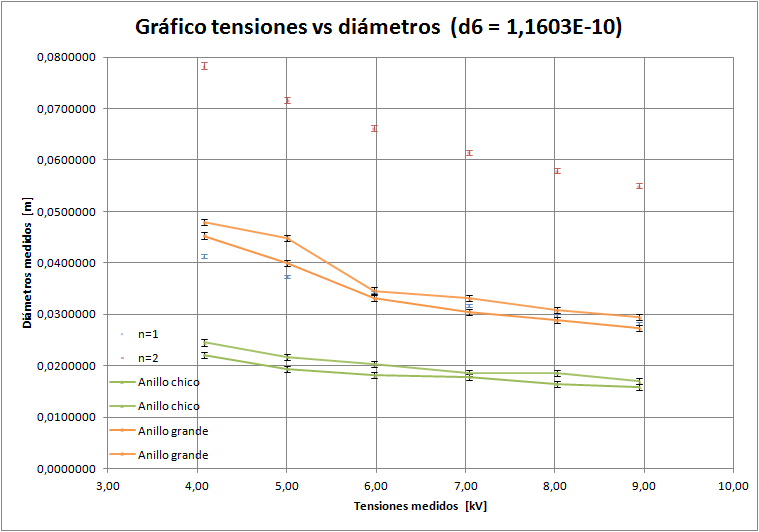 Gráfico tensiones vs diámetros (d6 = 1,1603E-10)
0,0800000
0,0700000
0,0600000
0,0500000
0,0400000
0,0300000
0,0200000
0,0100000
0,0000000
Diámetros medidos [m]
n=1
n=2
Anillo chico
Anillo chico
Anillo grande
Anillo grande
3,00 4,00 5,00 6,00 7,00 8,00 9,00 10,00
Tensiones medidos [kV]